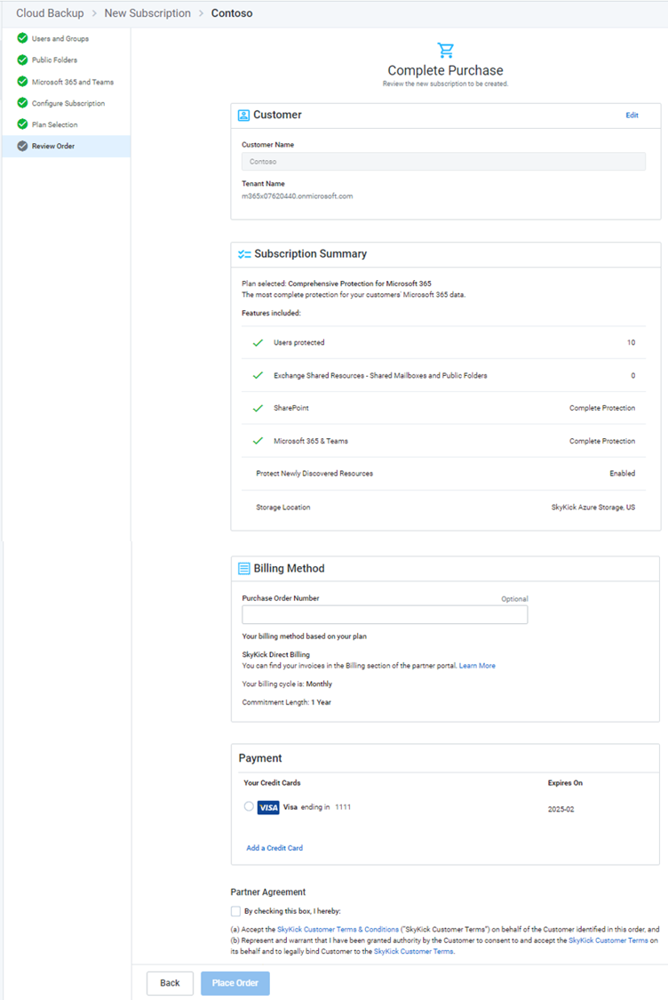 Cloud Backup > New Subscription > Contoso
Users and Groups
Public Folders
Microsoft 365 and Teams
Configure Subscription
Plan Selection
Review Order
Complete Purchase
Review the new subscription to be created.
Customer
Edit
Customer Name
Contoso
Tenant Name
m365x07620440.onmicrosoft.com
Subscription Summary
Plan selected: Comprehensive Protection for Microsoft 365
The most complete protection for your customers' Microsoft 365 data.
Features included:
Users protected 10
Exchange Shared Resources - Shared Mailboxes and Public Folders 0
SharePoint Complete Protection
Microsoft 365 & Teams Complete Protection
Protect Newly Discovered Resources Enabled
Storage Location SkyKick Azure Storage, US
Billing Method
Purchase Order Number Optional
Your billing method based on your plan
SkyKick Direct Billing
You can find your invoices in the Billing section of the partner portal. Learn More
Your billing cycle is: Monthly
Commitment Length: 1 Year
Payment
Your Credit Cards Expires On
VISA Visa ending in 1111 2025-02
Add a Credit Card
Partner Agreement
By checking this box, I hereby:
(a) Accept the SkyKick Customer Terms & Conditions ("SkyKick Customer Terms") on behalf of the Customer identified in this order, and
(b) Represent and warrant that I have been granted authority by the Customer to consent to and accept the SkyKick Customer Terms on
its behalf and to legally bind Customer to the SkyKick Customer Terms.
Back Place Order